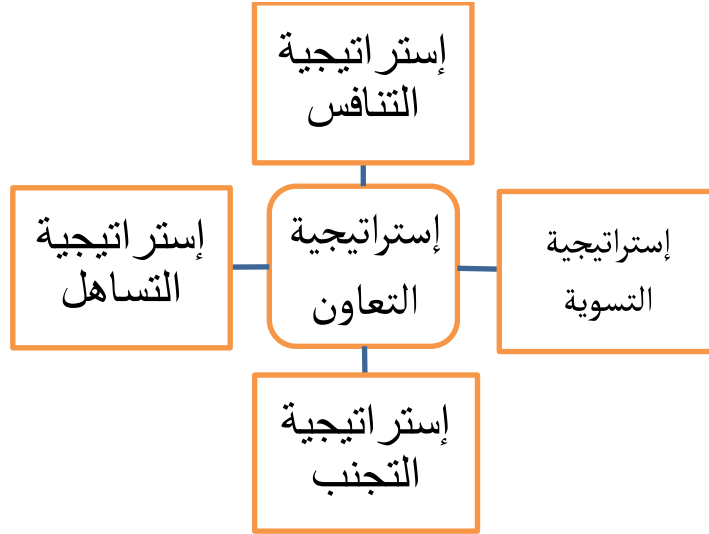 إستراتيجية
التنافس
إستراتيجية
التسوية
إستراتيجية
التعاون
إستراتيجية
التساهل
إستراتيجية
التجنب